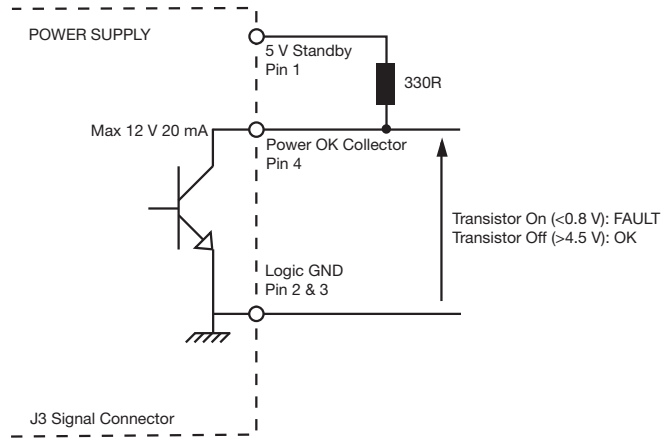 POWER SUPPLY
5 V Standby
Pin 1
330R
Max 12 V 20 mA
Power OK Collector
Pin 4
Transistor On (<0.8 V): FAULT
Transistor Off (>4.5 V): OK
Logic GND
Pin 2 & 3
J3 Signal Connector